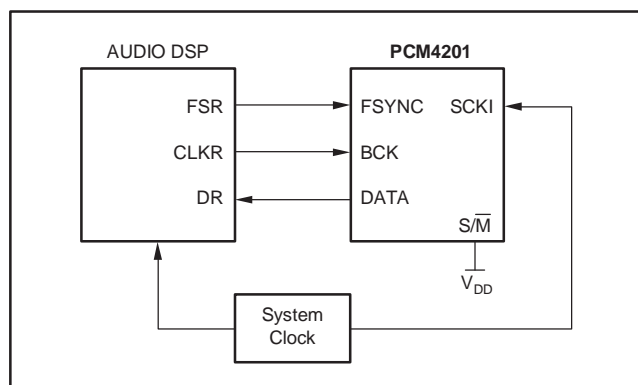 AUDIO DSP
PCM4201
FSR
FSYNC
SCKI
CLKR
BCK
DR
DATA
S/M̅
V_DD
System
Clock